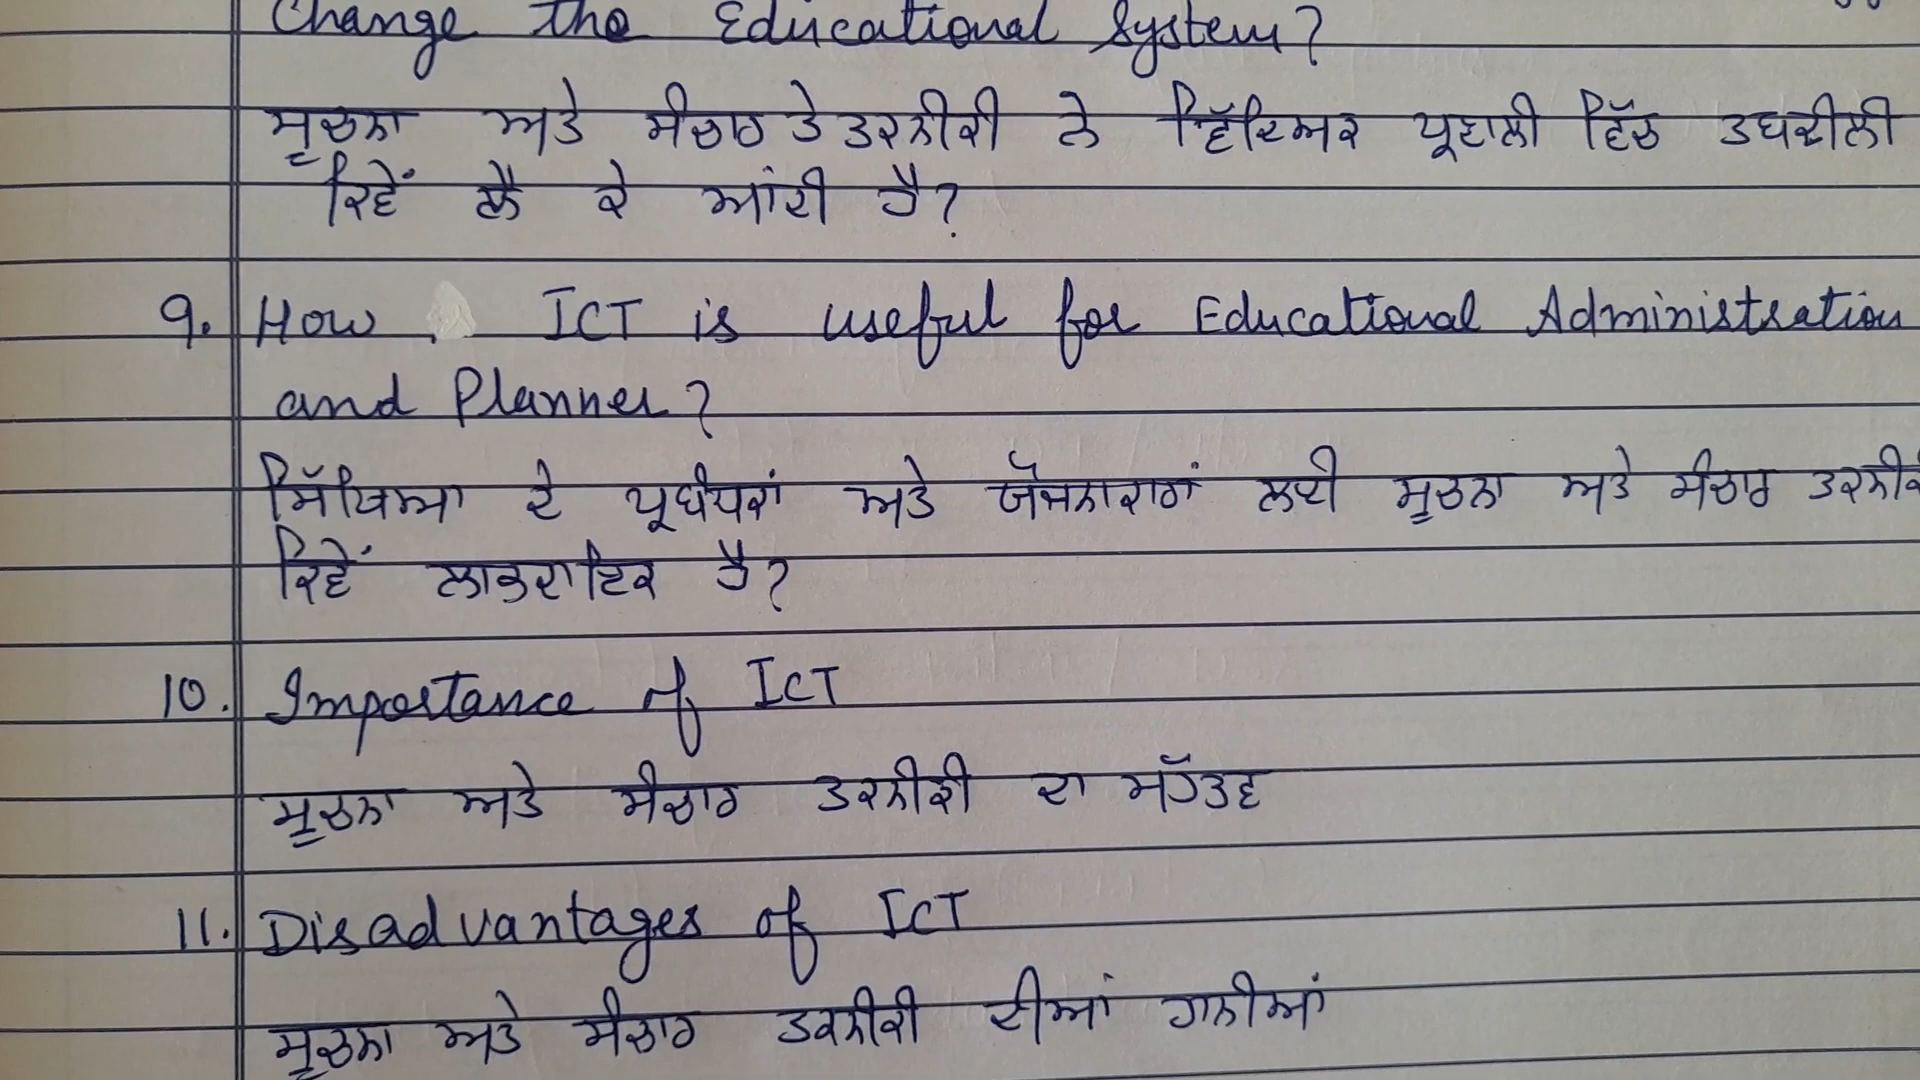 Change the Educational System?
ਸੂਚਨਾ ਅਤੇ ਸੰਚਾਰ ਤੇ ਤਕਨੀਕੀ ਨੇ ਵਿੱਦਿਅਕ ਪ੍ਰਣਾਲੀ ਵਿੱਚ ਤਬਦੀਲੀ
ਕਿਵੇਂ ਲੈ ਕੇ ਆਂਦੀ ਹੈ?
9. How ICT is useful for Educational Administration
and Planner?
ਸਿੱਖਿਆ ਦੇ ਪ੍ਰਬੰਧਕਾਂ ਅਤੇ ਯੋਜਨਾਕਾਰਾਂ ਲਈ ਸੂਚਨਾ ਅਤੇ ਸੰਚਾਰ
ਕਿਵੇਂ ਲਾਭਦਾਇਕ ਹੈ?
10. Importance of ICT
ਸੂਚਨਾ ਅਤੇ ਸੰਚਾਰ ਤਕਨੀਕੀ ਦਾ ਮਹੱਤਵ
11. Disadvantages of ICT
ਸੂਚਨਾ ਅਤੇ ਸੰਚਾਰ ਤਕਨੀਕੀ ਦੀਆਂ ਹਾਨੀਆਂ